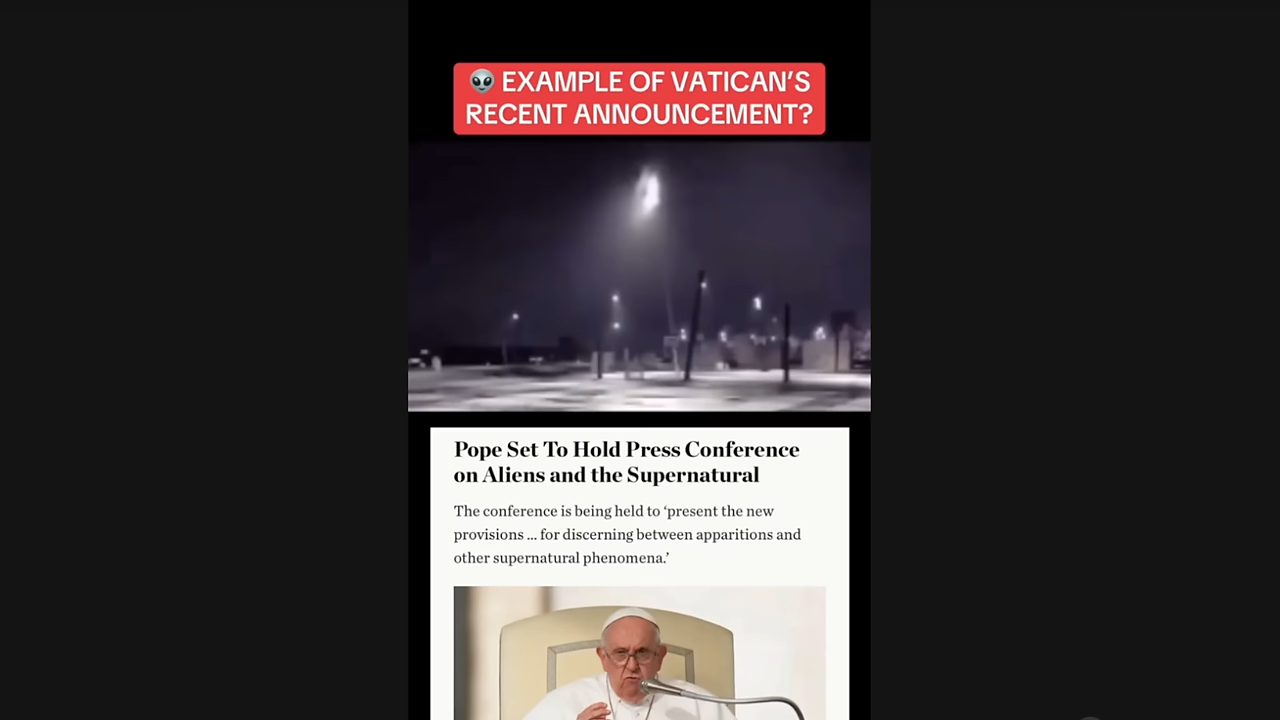 👽 EXAMPLE OF VATICAN’S
RECENT ANNOUNCEMENT?
Pope Set To Hold Press Conference
on Aliens and the Supernatural
The conference is being held to ‘present the new
provisions ... for discerning between apparitions and
other supernatural phenomena.’